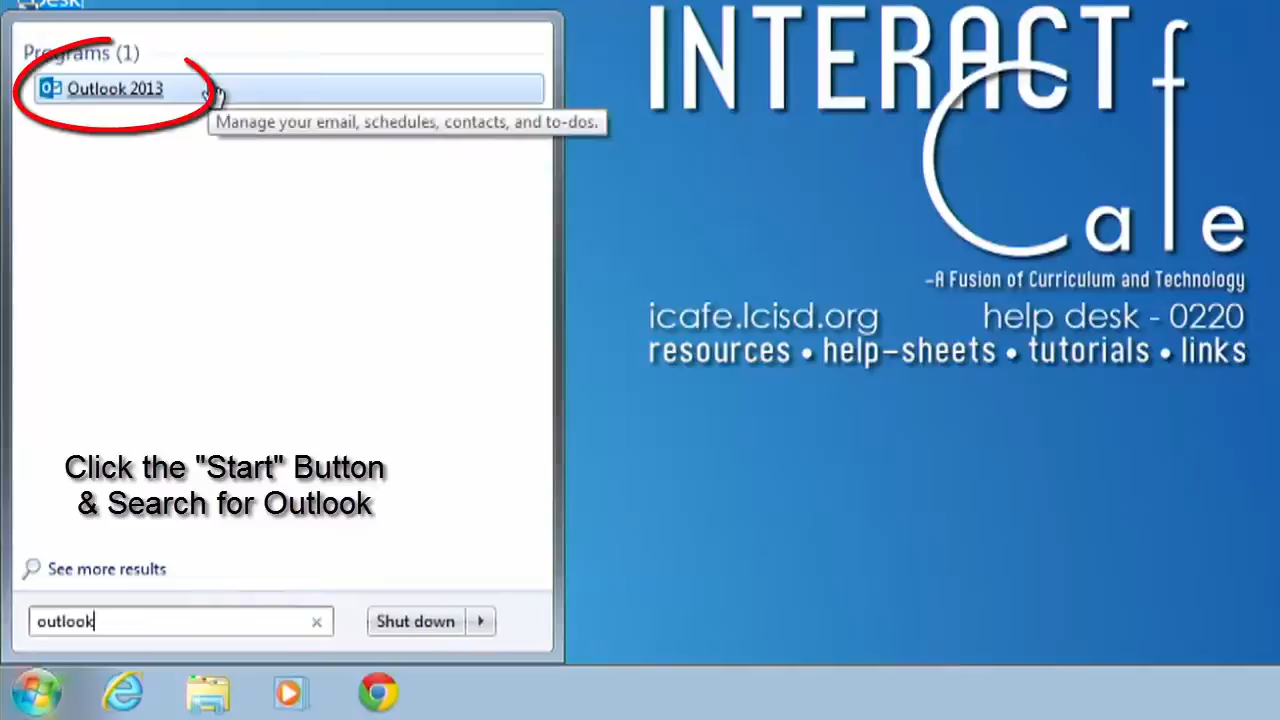 Desk
Programs (1)
Outlook 2013
Manage your email, schedules, contacts, and to-dos.
Click the "Start" Button
& Search for Outlook
See more results
outlook
Shut down
INTERACT
Cafe
-A Fusion of Curriculum and Technology
icafe.lcisd.org help desk - 0220
resources • help-sheets • tutorials • links